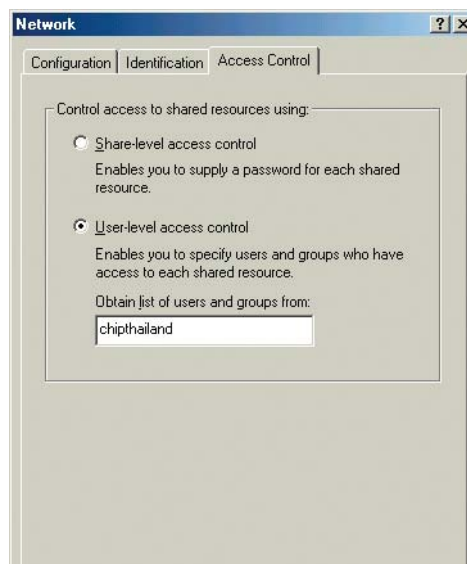 Network
Configuration Identification Access Control
Control access to shared resources using:
Share-level access control
Enables you to supply a password for each shared
resource.
User-level access control
Enables you to specify users and groups who have
access to each shared resource.
Obtain list of users and groups from:
chipthailand